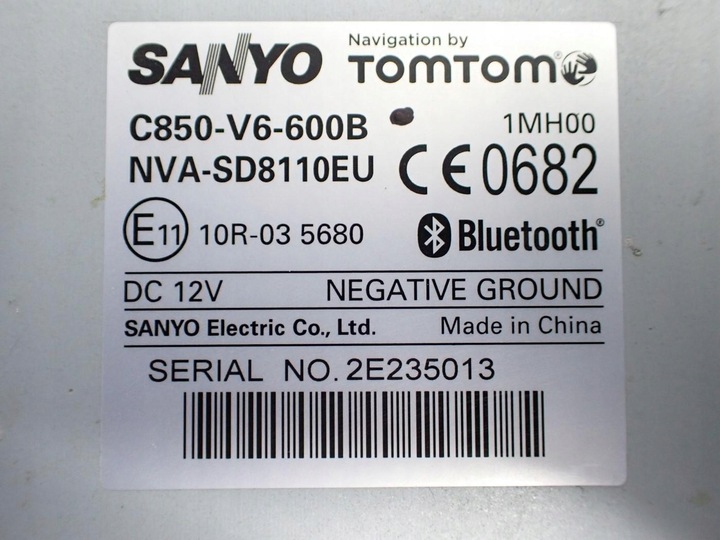 SANYO Navigation by TOMTOM
C850-V6-600B 1MH00
NVA-SD8110EU CE 0682
E11 10R-03 5680 Bluetooth®
DC 12V NEGATIVE GROUND
SANYO Electric Co., Ltd. Made in China
SERIAL NO. 2E235013